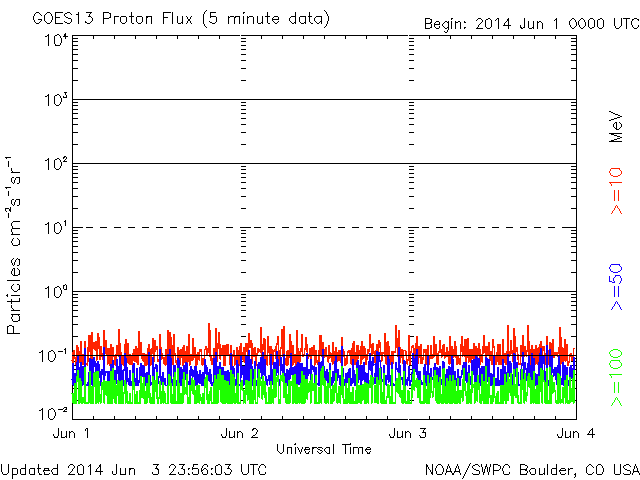 GOES13 Proton Flux (5 minute data)
Begin: 2014 Jun 1 0000 UTC
10⁴
10³
10²
10¹
10⁰
10⁻¹
10⁻²
Particles cm⁻²s⁻¹sr⁻¹
MeV
>=10
>=50
>=100
Jun 1
Jun 2
Jun 3
Jun 4
Universal Time
Updated 2014 Jun 3 23:56:03 UTC
NOAA/SWPC Boulder, CO USA